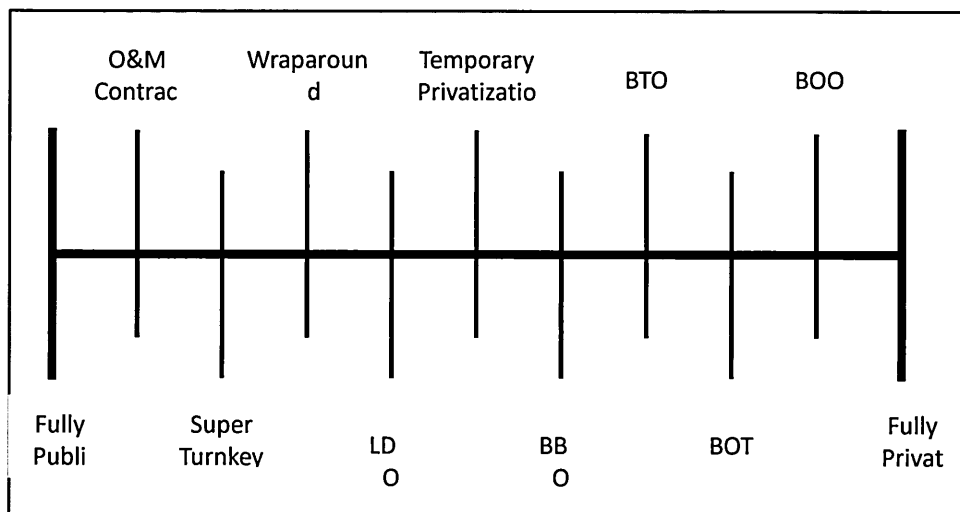 O&M
Contrac
Wraparoun
d
Temporary
Privatizatio
BTO
BOO
Fully
Publi
Super
Turnkey
LD
O
BB
O
BOT
Fully
Privat